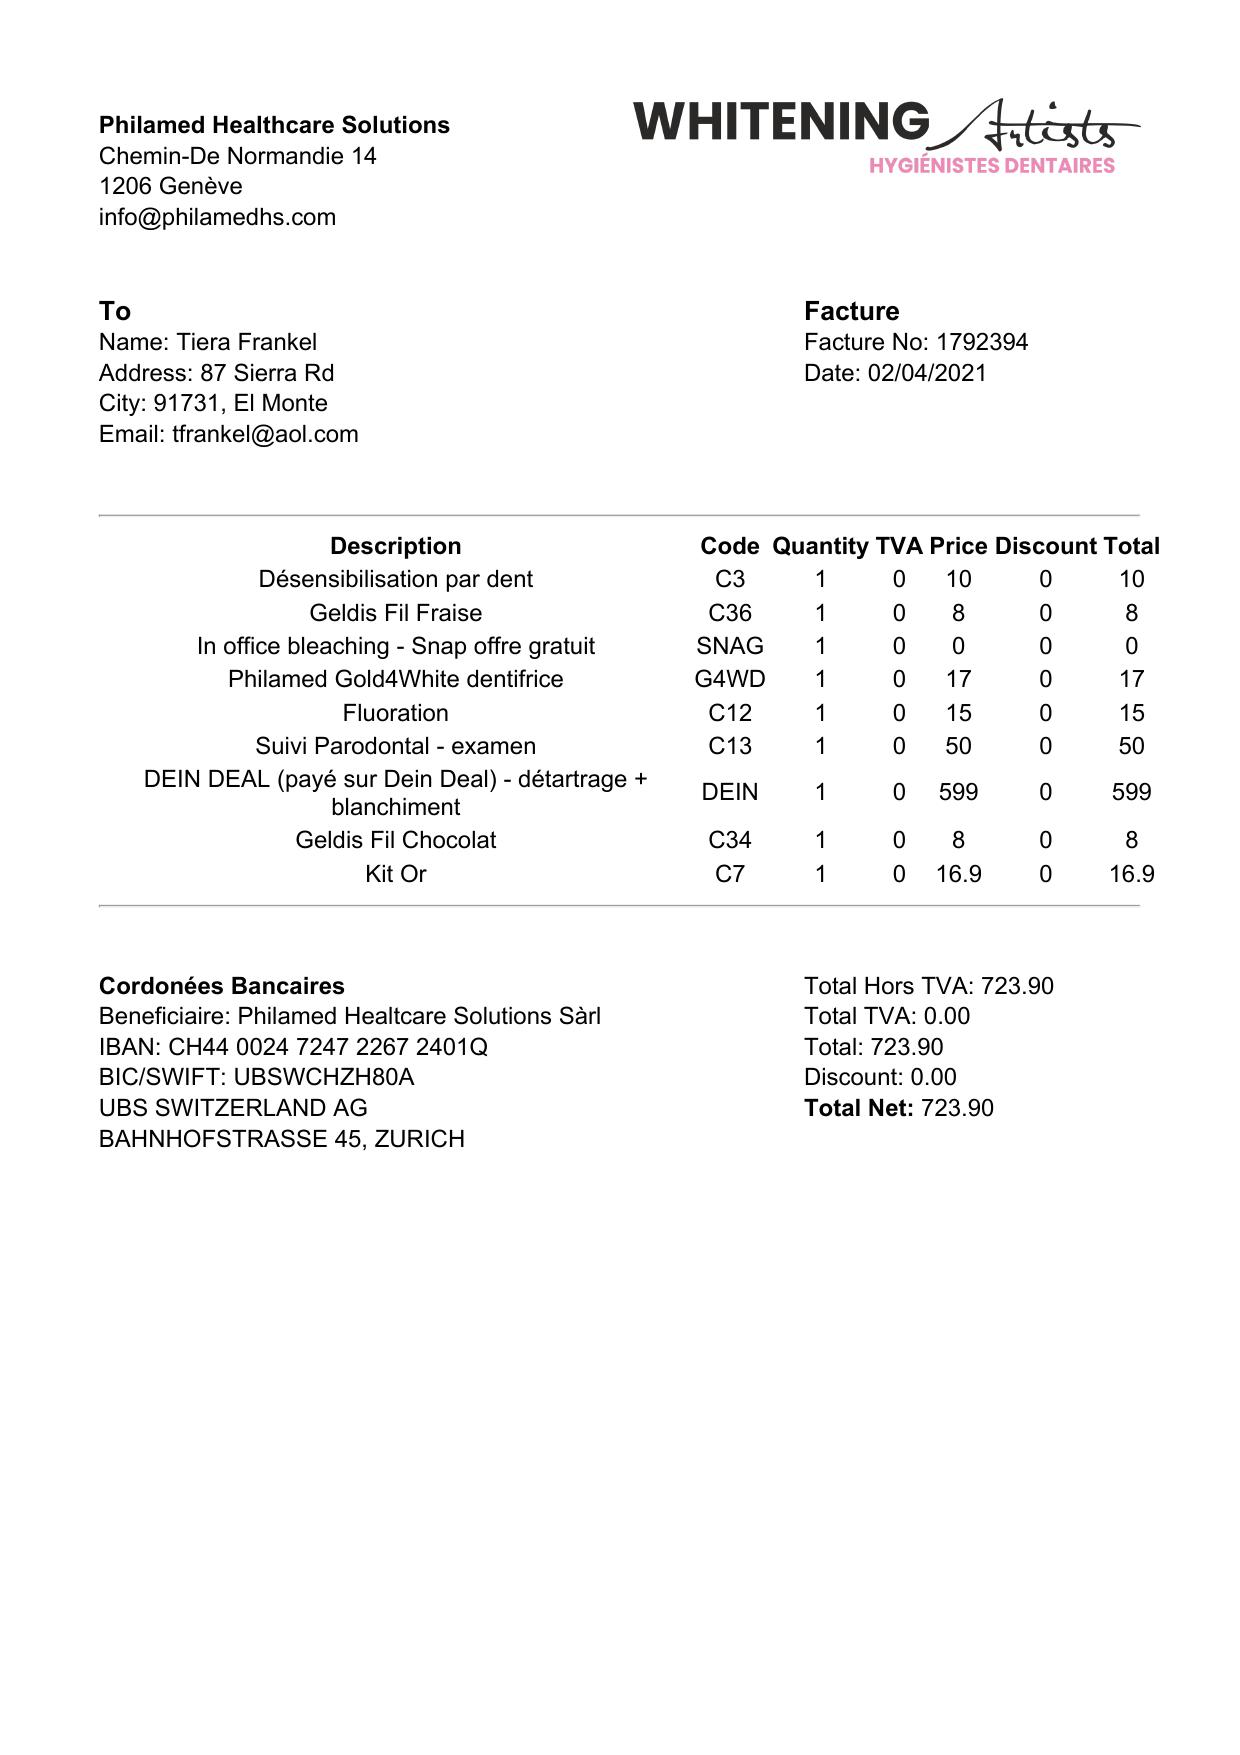 Philamed Healthcare Solutions
Chemin-De Normandie 14
1206 Genève
info@philamedhs.com
WHITENING Artists
HYGIÉNISTES DENTAIRES
To
Name: Tiera Frankel
Address: 87 Sierra Rd
City: 91731, El Monte
Email: tfrankel@aol.com
Facture
Facture No: 1792394
Date: 02/04/2021
Description Code Quantity TVA Price Discount Total
Désensibilisation par dent C3 1 0 10 0 10
Geldis Fil Fraise C36 1 0 8 0 8
In office bleaching - Snap offre gratuit SNAG 1 0 0 0 0
Philamed Gold4White dentifrice G4WD 1 0 17 0 17
Fluoration C12 1 0 15 0 15
Suivi Parodontal - examen C13 1 0 50 0 50
DEIN DEAL (payé sur Dein Deal) - détartrage +
blanchiment DEIN 1 0 599 0 599
Geldis Fil Chocolat C34 1 0 8 0 8
Kit Or C7 1 0 16.9 0 16.9
Cordonées Bancaires
Beneficiaire: Philamed Healtcare Solutions Sàrl
IBAN: CH44 0024 7247 2267 2401Q
BIC/SWIFT: UBSWCHZH80A
UBS SWITZERLAND AG
BAHNHOFSTRASSE 45, ZURICH
Total Hors TVA: 723.90
Total TVA: 0.00
Total: 723.90
Discount: 0.00
Total Net: 723.90